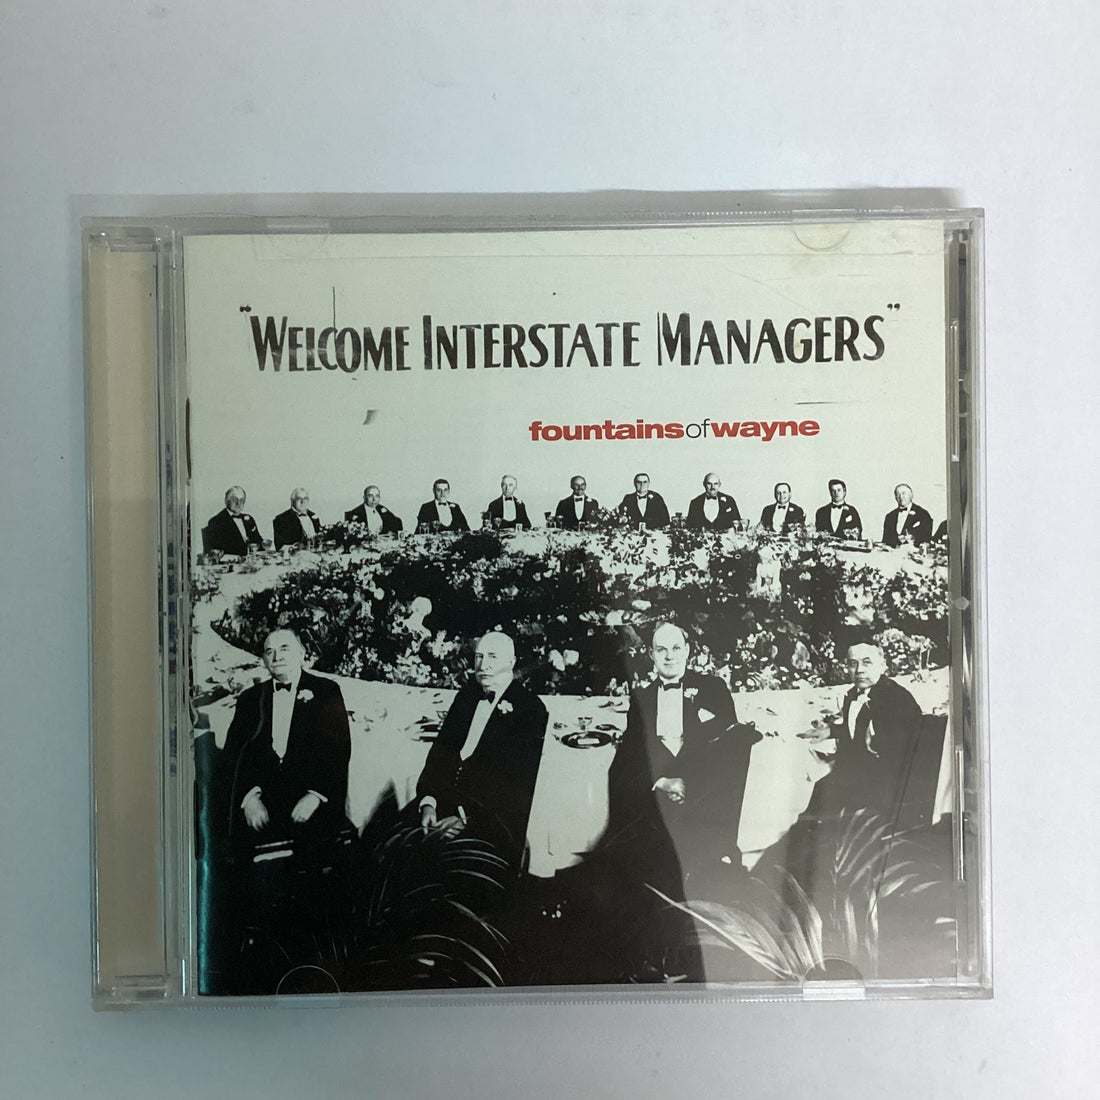 "WELCOME INTERSTATE MANAGERS"
fountainsofwayne